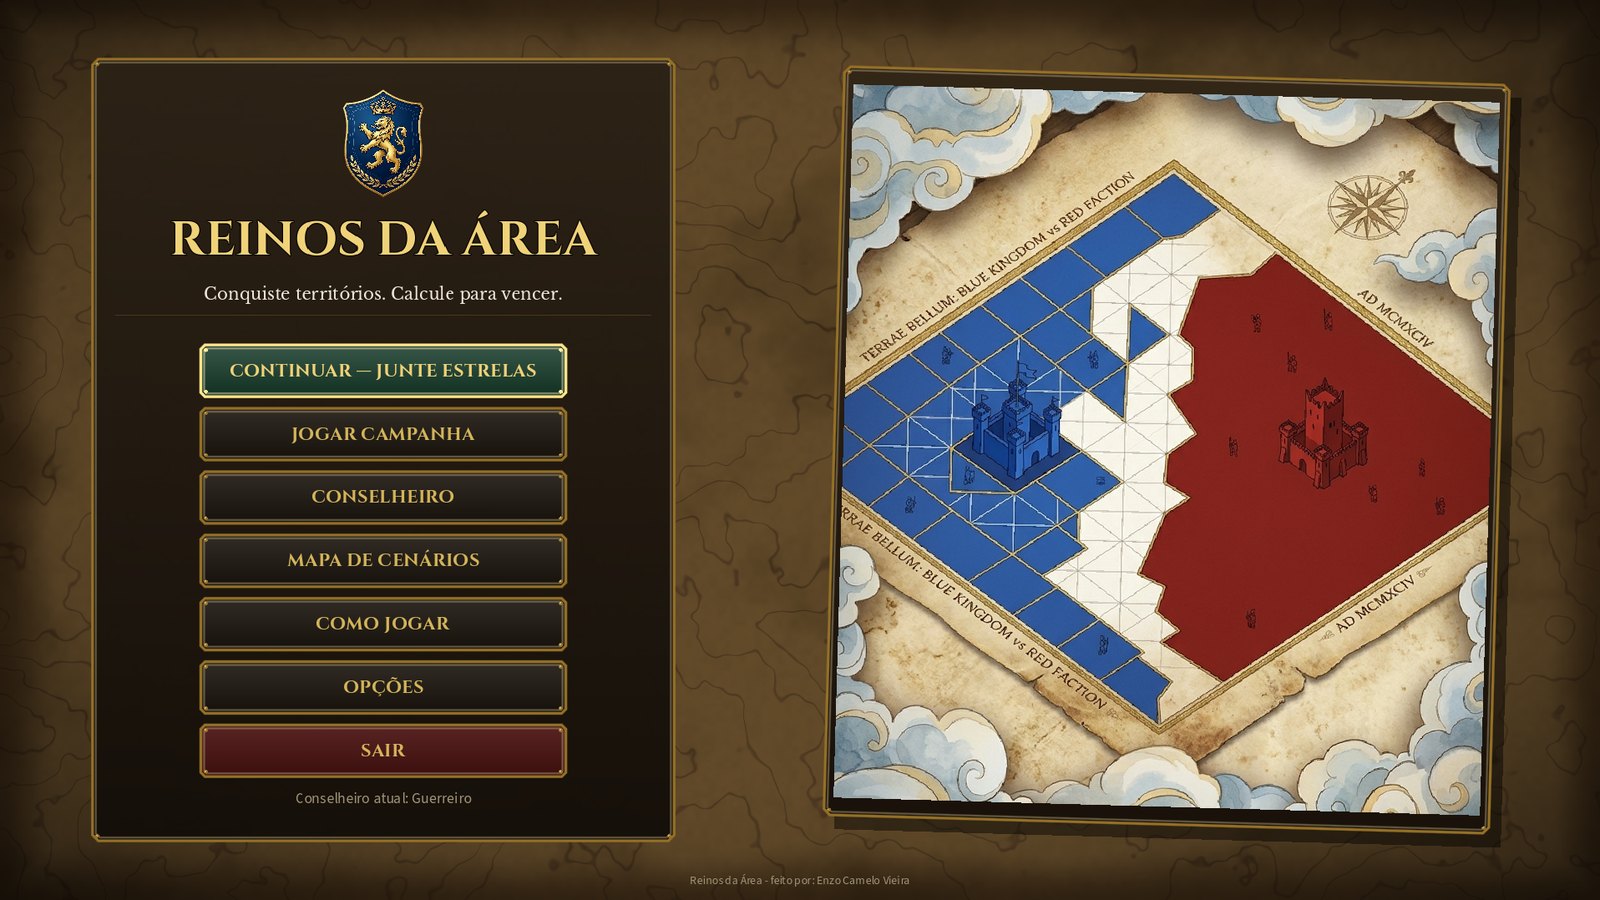 REINOS DA ÁREA
Conquiste territórios. Calcule para vencer.
CONTINUAR — JUNTE ESTRELAS
JOGAR CAMPANHA
CONSELHEIRO
MAPA DE CENÁRIOS
COMO JOGAR
OPÇÕES
SAIR
Conselheiro atual: Guerreiro
TERRAE BELLUM: BLUE KINGDOM vs RED FACTION
AD MCMXCIV
BELLUM: BLUE KINGDOM vs RED FACTION
AD MCMXCIV
Reinos da Área - feito por: Enzo Camelo Vieira